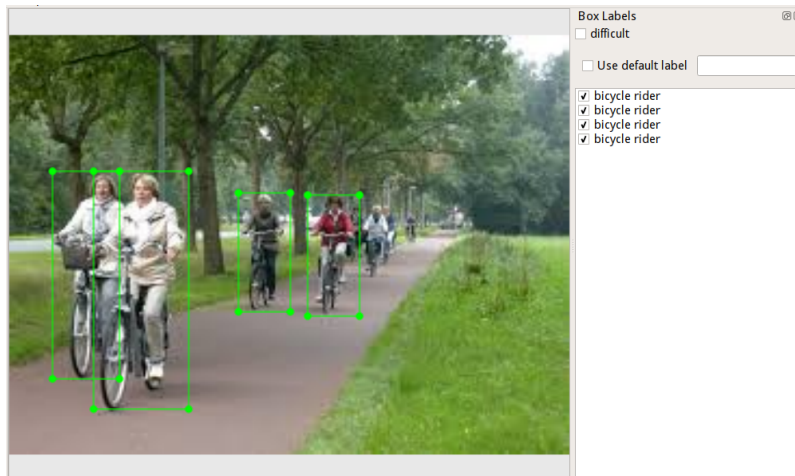 Box Labels
difficult
Use default label
bicycle rider
bicycle rider
bicycle rider
bicycle rider